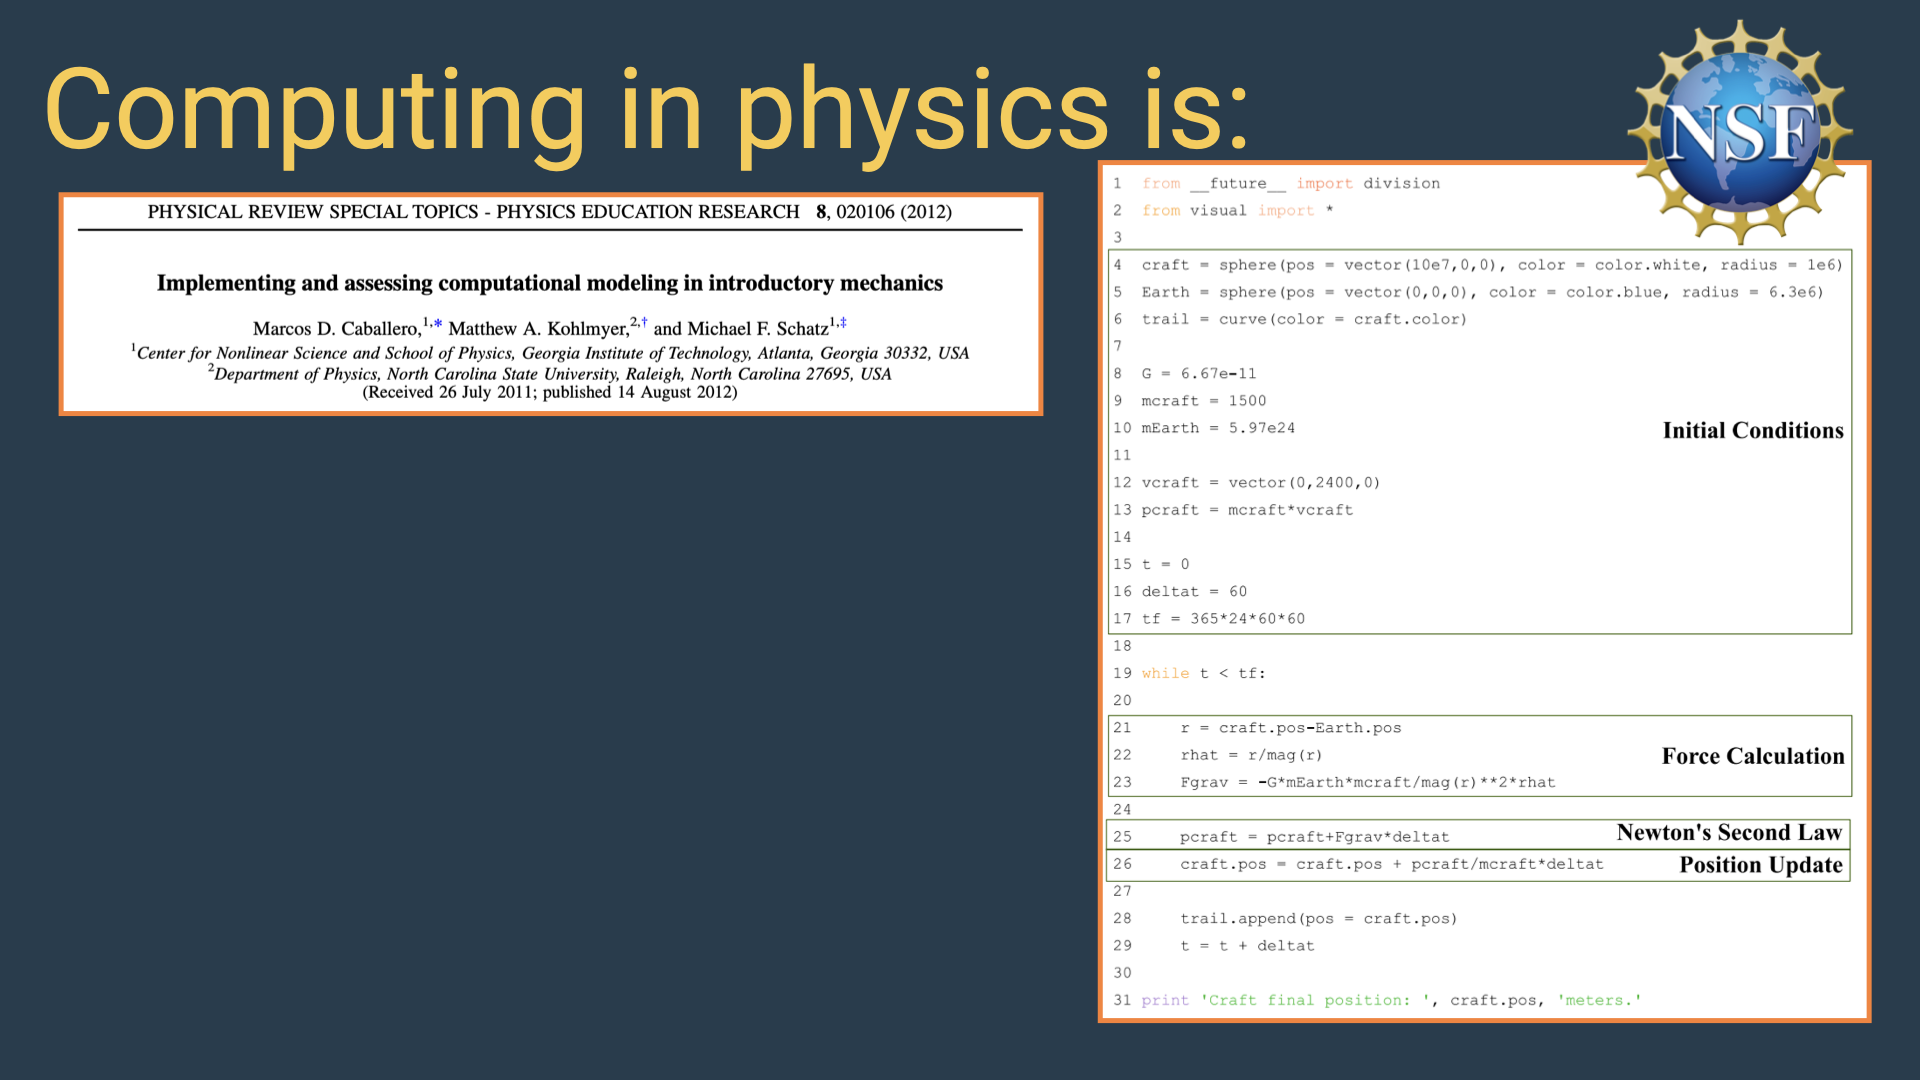 Computing in physics is:
NSF
PHYSICAL REVIEW SPECIAL TOPICS - PHYSICS EDUCATION RESEARCH 8, 020106 (2012)
Implementing and assessing computational modeling in introductory mechanics
Marcos D. Caballero,1,* Matthew A. Kohlmyer,2,† and Michael F. Schatz1,‡
1Center for Nonlinear Science and School of Physics, Georgia Institute of Technology, Atlanta, Georgia 30332, USA
2Department of Physics, North Carolina State University, Raleigh, North Carolina 27695, USA
(Received 26 July 2011; published 14 August 2012)
1 from __future__ import division
2 from visual import *
3
4 craft = sphere(pos = vector(10e7,0,0), color = color.white, radius = 1e6)
5 Earth = sphere(pos = vector(0,0,0), color = color.blue, radius = 6.3e6)
6 trail = curve(color = craft.color)
7
8 G = 6.67e-11
9 mcraft = 1500
10 mEarth = 5.97e24
Initial Conditions
11
12 vcraft = vector(0,2400,0)
13 pcraft = mcraft*vcraft
14
15 t = 0
16 deltat = 60
17 tf = 365*24*60*60
18
19 while t < tf:
20
21 r = craft.pos-Earth.pos
22 rhat = r/mag(r)
Force Calculation
23 Fgrav = -G*mEarth*mcraft/mag(r)**2*rhat
24
25 pcraft = pcraft+Fgrav*deltat
Newton's Second Law
26 craft.pos = craft.pos + pcraft/mcraft*deltat
Position Update
27
28 trail.append(pos = craft.pos)
29 t = t + deltat
30
31 print 'Craft final position: ', craft.pos, 'meters.'